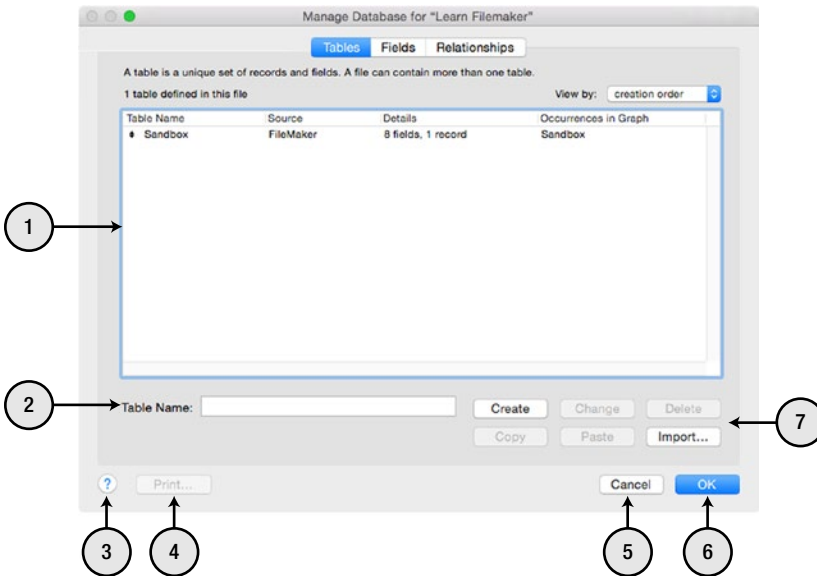 Manage Database for "Learn Filemaker"
Tables Fields Relationships
A table is a unique set of records and fields. A file can contain more than one table.
1 table defined in this file View by: creation order
Table Name Source Details Occurrences in Graph
Sandbox FileMaker 8 fields, 1 record Sandbox
1
2 Table Name: Create Change Delete
7
Copy Paste Import...
? Print... Cancel OK
3 4 5 6